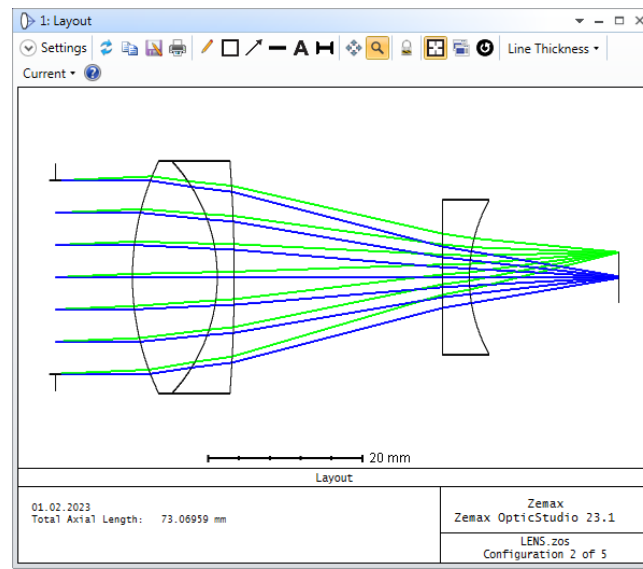 1: Layout
Settings
Line Thickness
Current
20 mm
Layout
01.02.2023
Total Axial Length: 73.06959 mm
Zemax
Zemax OpticStudio 23.1
LENS.zos
Configuration 2 of 5